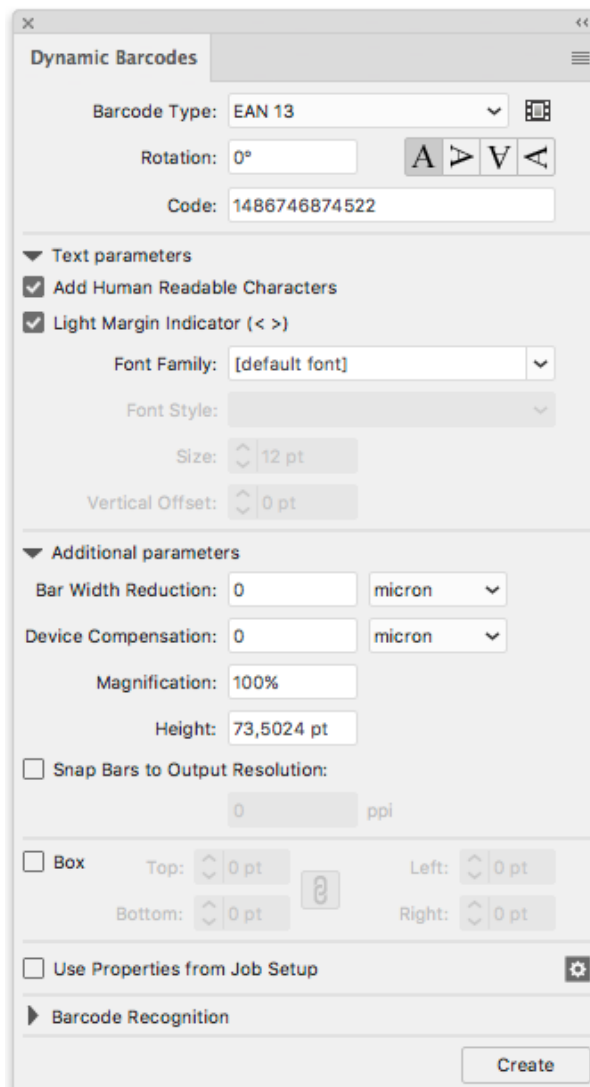 Dynamic Barcodes
Barcode Type: EAN 13
Rotation: 0° A A A A
Code: 1486746874522
Text parameters
Add Human Readable Characters
Light Margin Indicator (< >)
Font Family: [default font]
Font Style:
Size: 12 pt
Vertical Offset: 0 pt
Additional parameters
Bar Width Reduction: 0 micron
Device Compensation: 0 micron
Magnification: 100%
Height: 73,5024 pt
Snap Bars to Output Resolution:
0 ppi
Box Top: 0 pt Left: 0 pt
Bottom: 0 pt Right: 0 pt
Use Properties from Job Setup
Barcode Recognition
Create